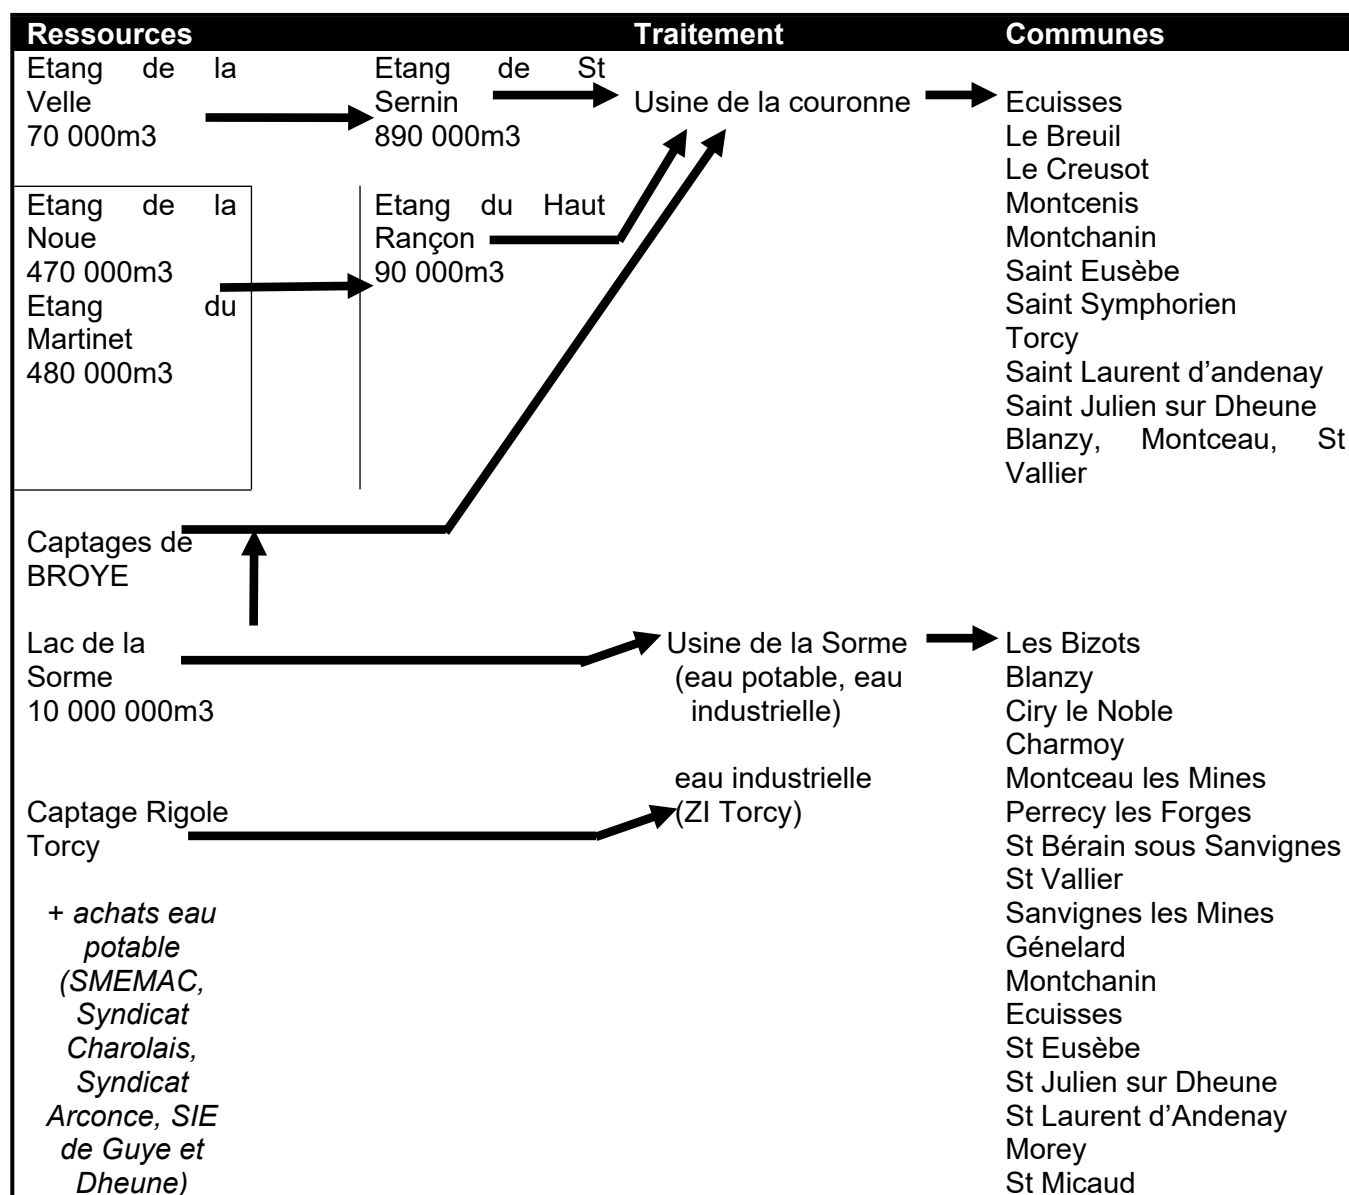 Ressources Traitement Communes
Etang de la
Velle
70 000m3
Etang de St
Sernin
890 000m3
Usine de la couronne
Ecuisses
Le Breuil
Le Creusot
Montcenis
Montchanin
Saint Eusèbe
Saint Symphorien
Torcy
Saint Laurent d’andenay
Saint Julien sur Dheune
Blanzy, Montceau, St
Vallier
Etang de la
Noue
470 000m3
Etang du
Martinet
480 000m3
Etang du Haut
Rançon
90 000m3
Captages de
BROYE
Lac de la
Sorme
10 000 000m3
Usine de la Sorme
(eau potable, eau
industrielle)
Les Bizots
Blanzy
Ciry le Noble
Charmoy
Montceau les Mines
Perrecy les Forges
St Bérain sous Sanvignes
St Vallier
Sanvignes les Mines
Génelard
Montchanin
Ecuisses
St Eusèbe
St Julien sur Dheune
St Laurent d’Andenay
Morey
St Micaud
Captage Rigole
Torcy
eau industrielle
(ZI Torcy)
+ achats eau
potable
(SMEMAC,
Syndicat
Charolais,
Syndicat
Arconce, SIE
de Guye et
Dheune)